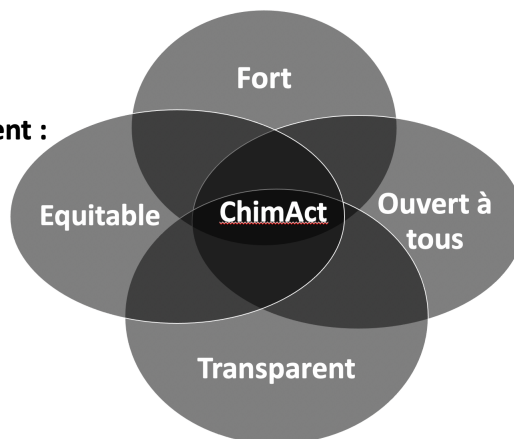 Fort
ent :
Equitable
ChimAct
Ouvert à
tous
Transparent